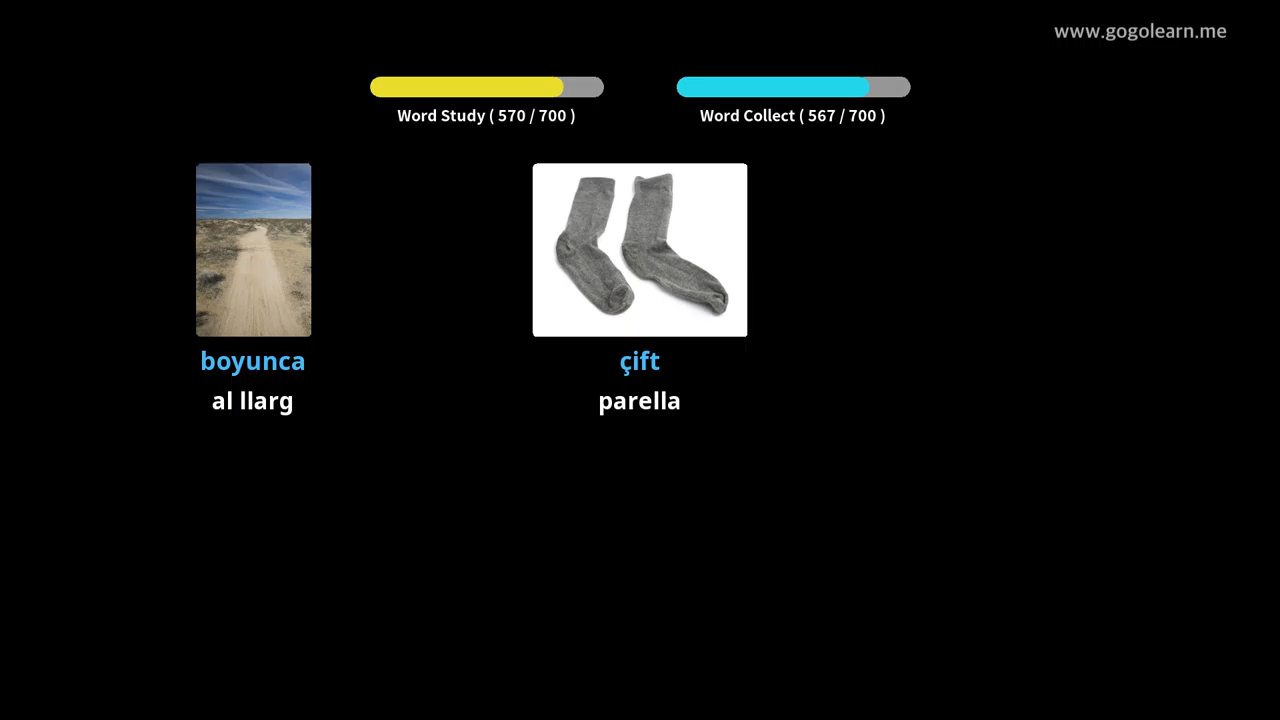 www.gogolearn.me
Word Study ( 570 / 700 )
Word Collect ( 567 / 700 )
boyunca
al llarg
çift
parella